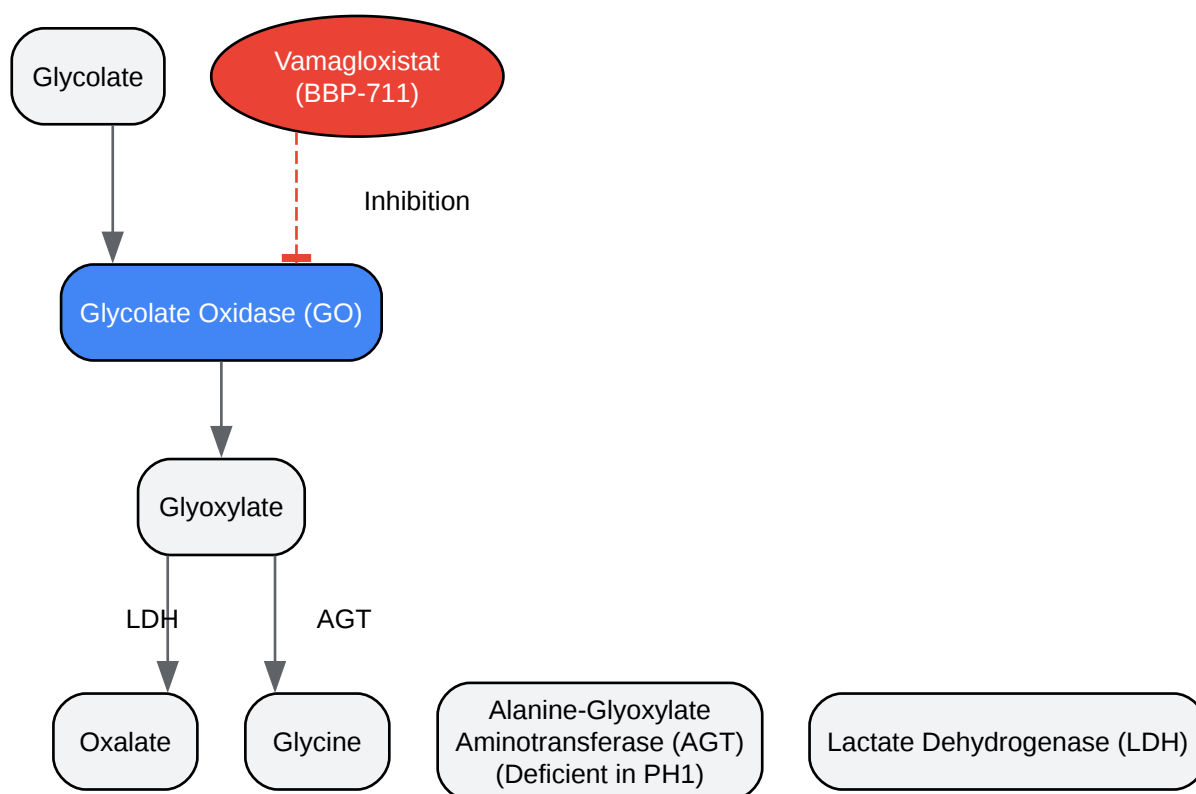 Glycolate
Vamagloxistat
(BBP-711)
Inhibition
Glycolate Oxidase (GO)
Glyoxylate
LDH
AGT
Oxalate
Glycine
Alanine-Glyoxylate
Aminotransferase (AGT)
(Deficient in PH1)
Lactate Dehydrogenase (LDH)